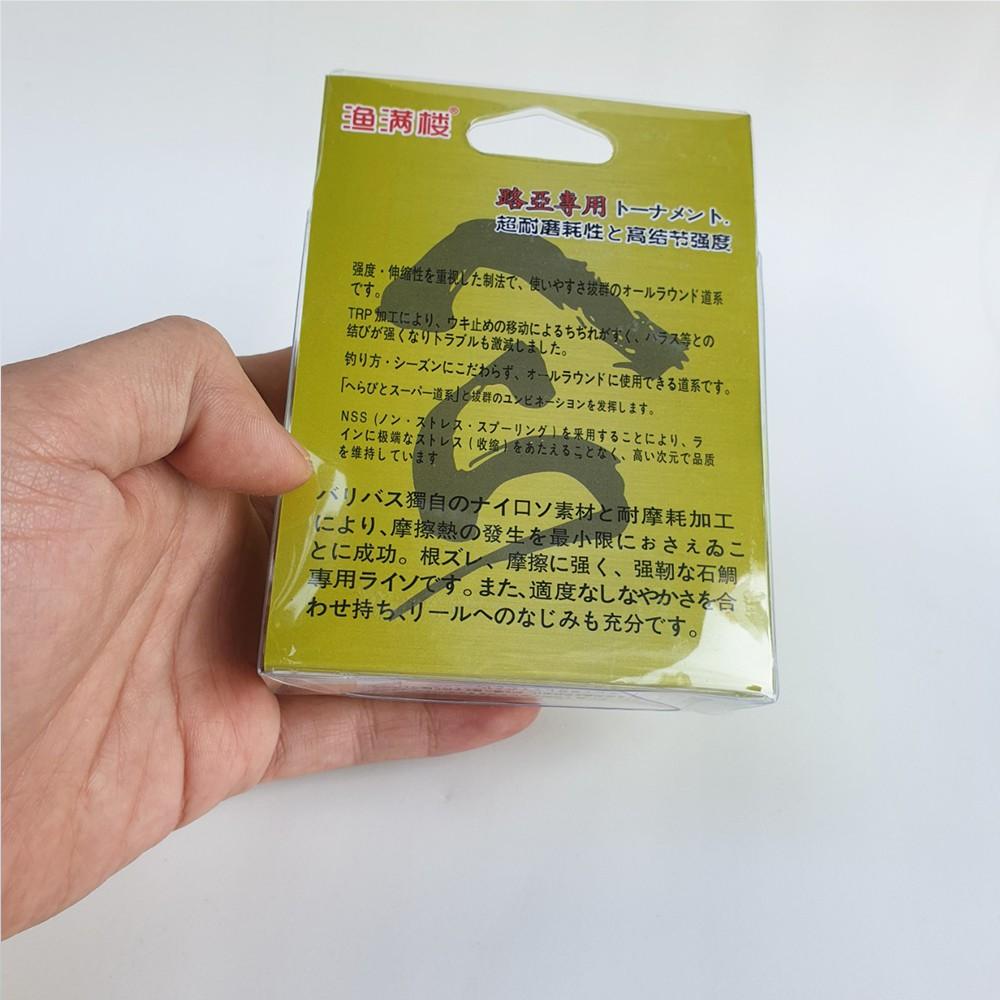 渔满楼®
路亞專用トーナメント.
超耐磨耗性と高结节强度
强度・伸縮性を重視した制法で、使いやすさ抜群のオールラウンド道系
です。
TRP加工により、ウキ止めの移動によるちぢれがすく、ハラス等との
結びが强くなりトラブルも激減しました。
釣り方・シーズンにこだわらず、オールラウンドに使用できる道系です。
「へらびとスーパー道系」と抜群のユンビネーションを发挥します。
NSS (ノン・ストレス・スプーリング) を采用することにより、ラ
インに極端なストレス (收缩) をあたえることなく、高い次元で品质
を維持しています
バリバス獨自のナイロソ素材と耐摩耗加工
により、摩擦熱の發生を最小限におさえゐこ
とに成功。根ズレ、摩擦に强く、强靭な石鯛
專用ライソです。また、適度なしなやかさを合
わせ持ち、リールへのなじみも充分です。